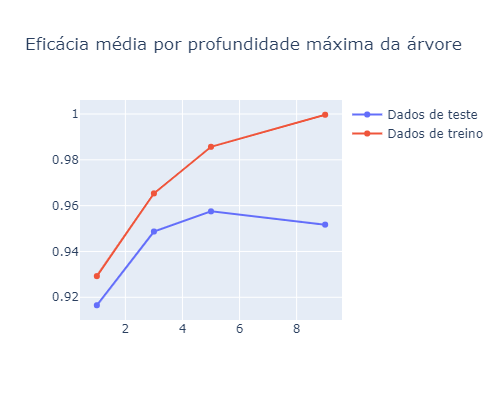 Eficácia média por profundidade máxima da árvore
Dados de teste
Dados de treino
1
0.98
0.96
0.94
0.92
2 4 6 8